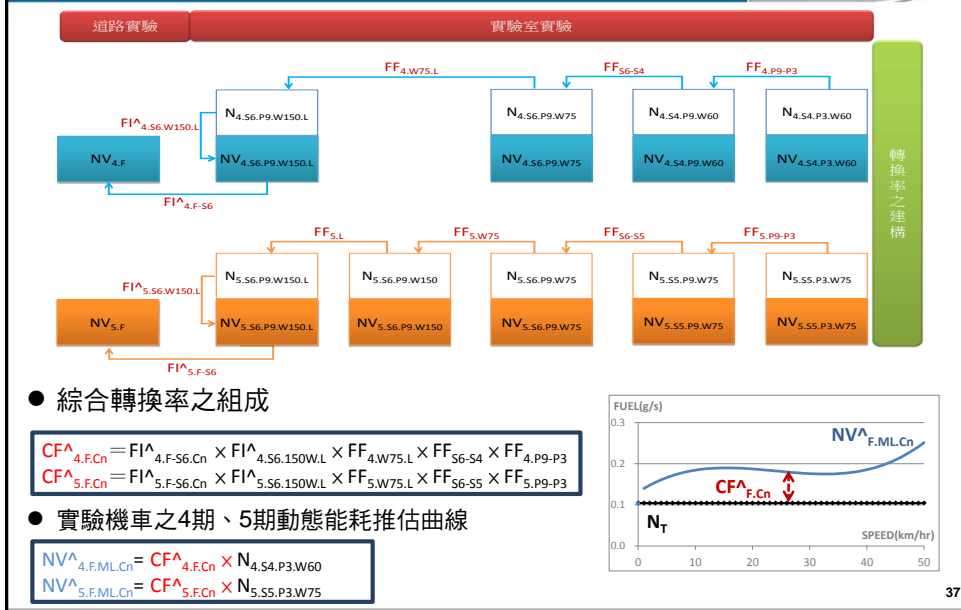 道路實驗 實驗室實驗
FF4.W75.L FFS6-S4 FF4.P9-P3
N4.S6.P9.W150.L N4.S6.P9.W75 N4.S4.P9.W60 N4.S4.P3.W60
FI^4.S6.W150.L
NV4.F NV4.S6.P9.W150.L NV4.S6.P9.W75 NV4.S4.P9.W60 NV4.S4.P3.W60
FI^4.F-S6
轉換率之建構
FF5.L FF5.W75 FFS6-S5 FF5.P9-P3
N5.S6.P9.W150.L N5.S6.P9.W150 N5.S6.P9.W75 N5.S5.P9.W75 N5.S5.P3.W75
FI^5.S6.W150.L
NV5.F NV5.S6.P9.W150.L NV5.S6.P9.W150 NV5.S6.P9.W75 NV5.S5.P9.W75 NV5.S5.P3.W75
FI^5.F-S6
● 綜合轉換率之組成
CF^4.F.Cn＝FI^4.F-S6.Cn × FI^4.S6.150W.L × FF4.W75.L × FFS6-S4 × FF4.P9-P3
CF^5.F.Cn＝FI^5.F-S6.Cn × FI^5.S6.150W.L × FF5.W75.L × FFS6-S5 × FF5.P9-P3
● 實驗機車之4期、5期動態能耗推估曲線
NV^4.F.ML.Cn= CF^4.F.Cn × N4.S4.P3.W60
NV^5.F.ML.Cn= CF^5.F.Cn × N5.S5.P3.W75
FUEL(g/s)
0.3
NV^F.ML.Cn
0.2
CF^F.Cn
0.1
NT
SPEED(km/hr)
0.0
0 10 20 30 40 50
37